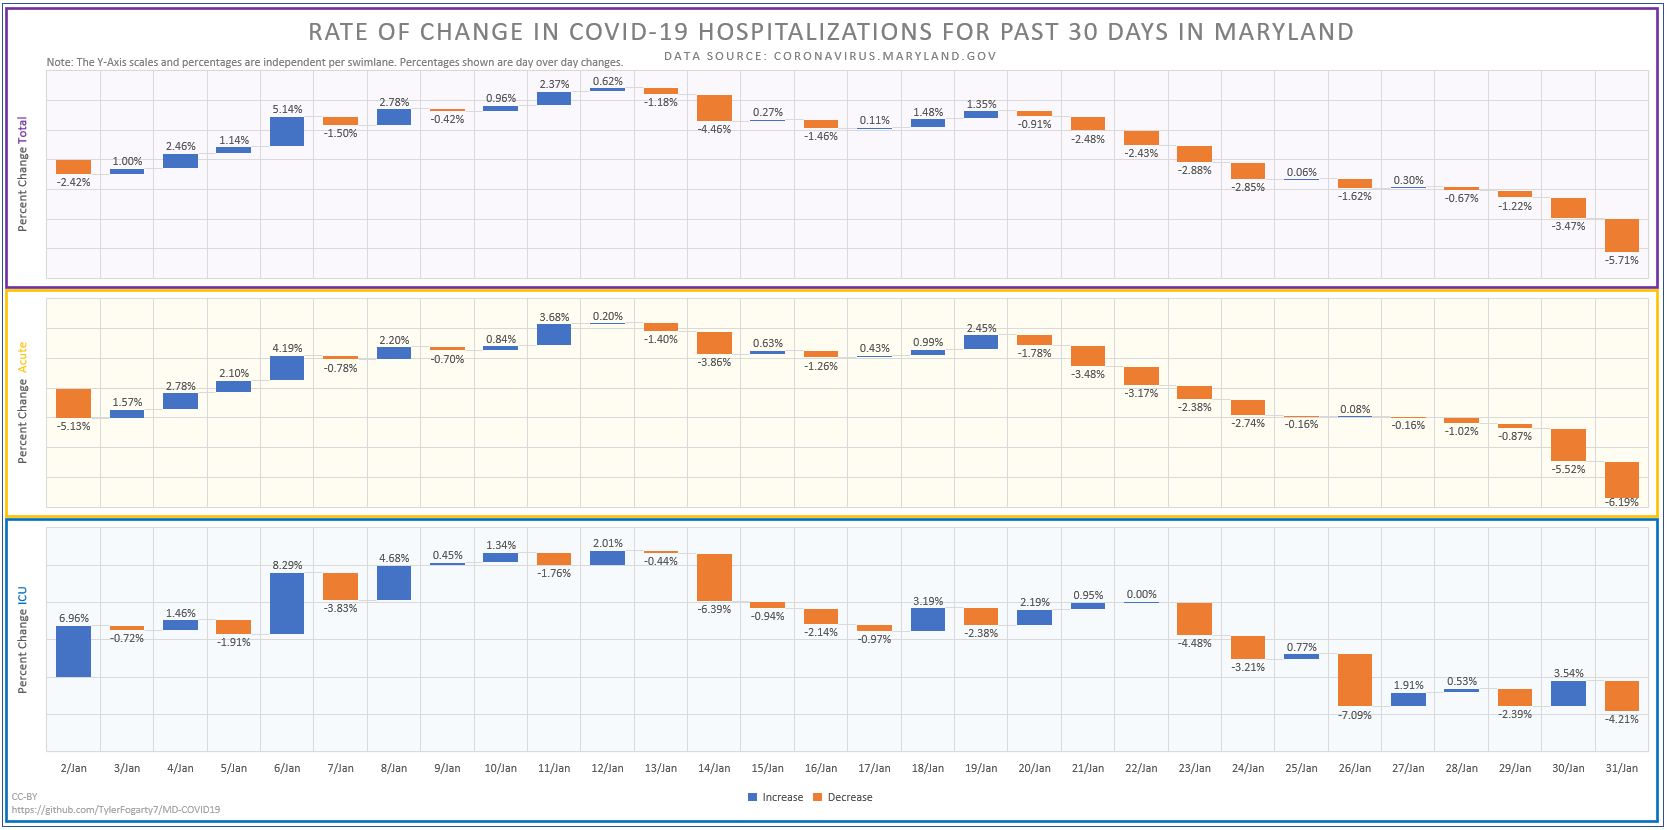 RATE OF CHANGE IN COVID-19 HOSPITALIZATIONS FOR PAST 30 DAYS IN MARYLAND
DATA SOURCE: CORONAVIRUS.MARYLAND.GOV
Note: The Y-Axis scales and percentages are independent per swimlane. Percentages shown are day over day changes.
Percent Change Total
-2.42% 1.00% 2.46% 1.14% 5.14% -1.50% 2.78% -0.42% 0.96% 2.37% 0.62% -1.18% -4.46% 0.27% -1.46% 0.11% 1.48% 1.35% -0.91% -2.48% -2.43% -2.88% -2.85% 0.06% -1.62% 0.30% -0.67% -1.22% -3.47% -5.71%
Percent Change Acute
-5.13% 1.57% 2.78% 2.10% 4.19% -0.78% 2.20% -0.70% 0.84% 3.68% 0.20% -1.40% -3.86% 0.63% -1.26% 0.43% 0.99% 2.45% -1.78% -3.48% -3.17% -2.38% -2.74% -0.16% 0.08% -0.16% -1.02% -0.87% -5.52% -6.19%
Percent Change ICU
6.96% -0.72% 1.46% -1.91% 8.29% -3.83% 4.68% 0.45% 1.34% -1.76% 2.01% -0.44% -6.39% -0.94% -2.14% -0.97% 3.19% -2.38% 2.19% 0.95% 0.00% -4.48% -3.21% 0.77% -7.09% 1.91% 0.53% -2.39% 3.54% -4.21%
2/Jan 3/Jan 4/Jan 5/Jan 6/Jan 7/Jan 8/Jan 9/Jan 10/Jan 11/Jan 12/Jan 13/Jan 14/Jan 15/Jan 16/Jan 17/Jan 18/Jan 19/Jan 20/Jan 21/Jan 22/Jan 23/Jan 24/Jan 25/Jan 26/Jan 27/Jan 28/Jan 29/Jan 30/Jan 31/Jan
Increase Decrease
CC-BY
https://github.com/TylerFogarty7/MD-COVID19